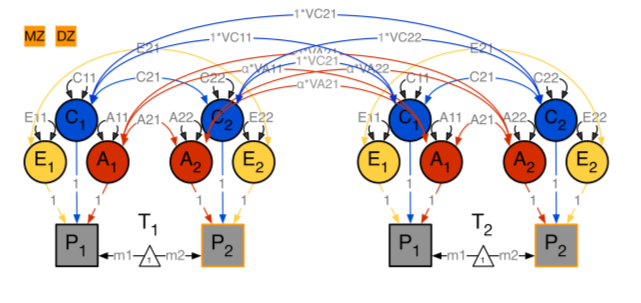 MZ DZ
1*VC21
1*VC11 1*VC22
E21 E21
1*VC21
α*VA11 α*VA22
α*VA21
C11 C21 C22 C11 C21 C22
E11 C1 A11 A21 A22 C2 E22 E11 C1 A11 A21 A22 C2 E22
E1 A1 A2 E2 E1 A1 A2 E2
1 1 1 1 1 1 1 1 1 1 1 1
T1 T2
P1 P2 P1 P2
m1 1 m2 m1 1 m2